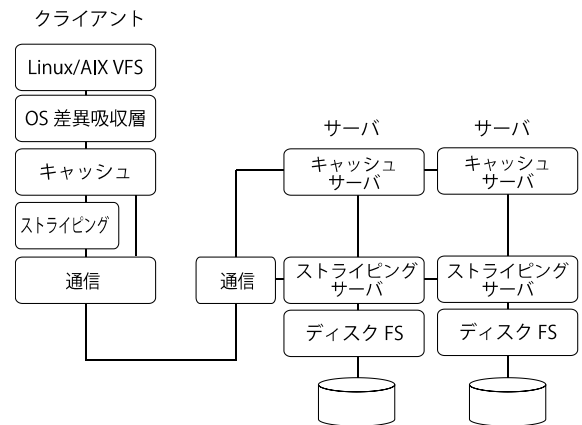 クライアント
Linux/AIX VFS
OS 差異吸収層
キャッシュ
ストライピング
通信
通信
サーバ
キャッシュ
サーバ
ストライピング
サーバ
ディスク FS
サーバ
キャッシュ
サーバ
ストライピング
サーバ
ディスク FS